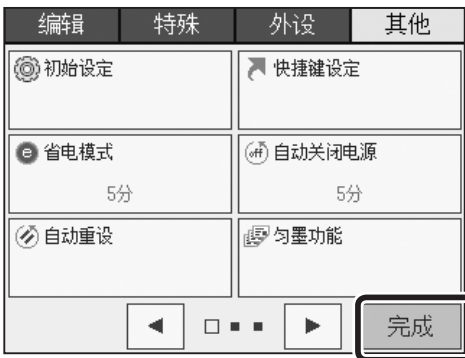 编辑 特殊 外设 其他
初始设定 快捷键设定
省电模式 off 自动关闭电源
5分 5分
自动重设 匀墨功能
完成